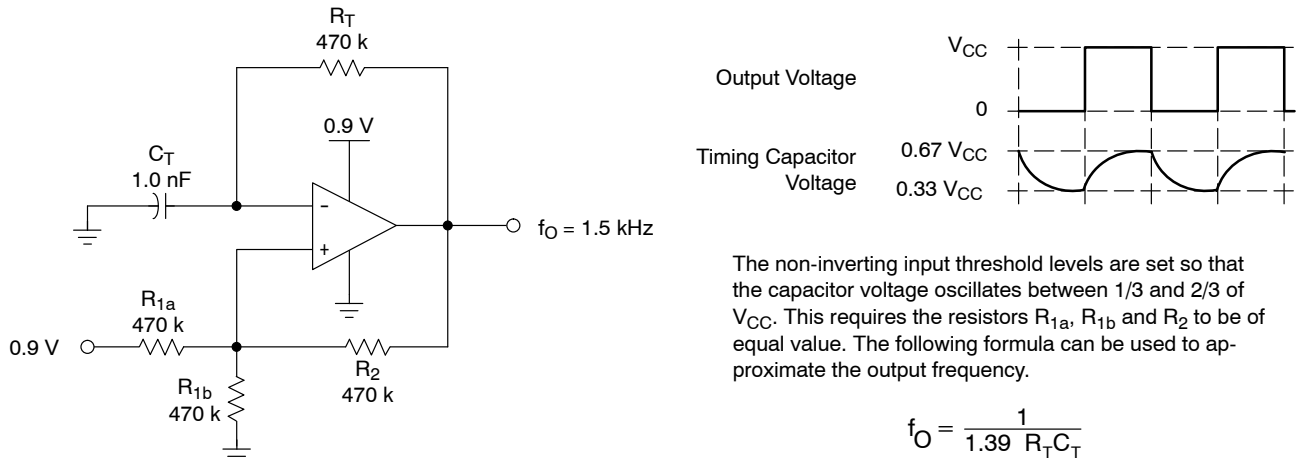 R_T
470 k
0.9 V
C_T
1.0 nF
−
+
f_O = 1.5 kHz
R_1a
470 k
0.9 V
R_1b
470 k
R_2
470 k
Output Voltage
V_CC
0
Timing Capacitor
Voltage
0.67 V_CC
0.33 V_CC
The non-inverting input threshold levels are set so that
the capacitor voltage oscillates between 1/3 and 2/3 of
V_CC. This requires the resistors R_1a, R_1b and R_2 to be of
equal value. The following formula can be used to ap-
proximate the output frequency.
f_O = 1 / 1.39 R_T C_T